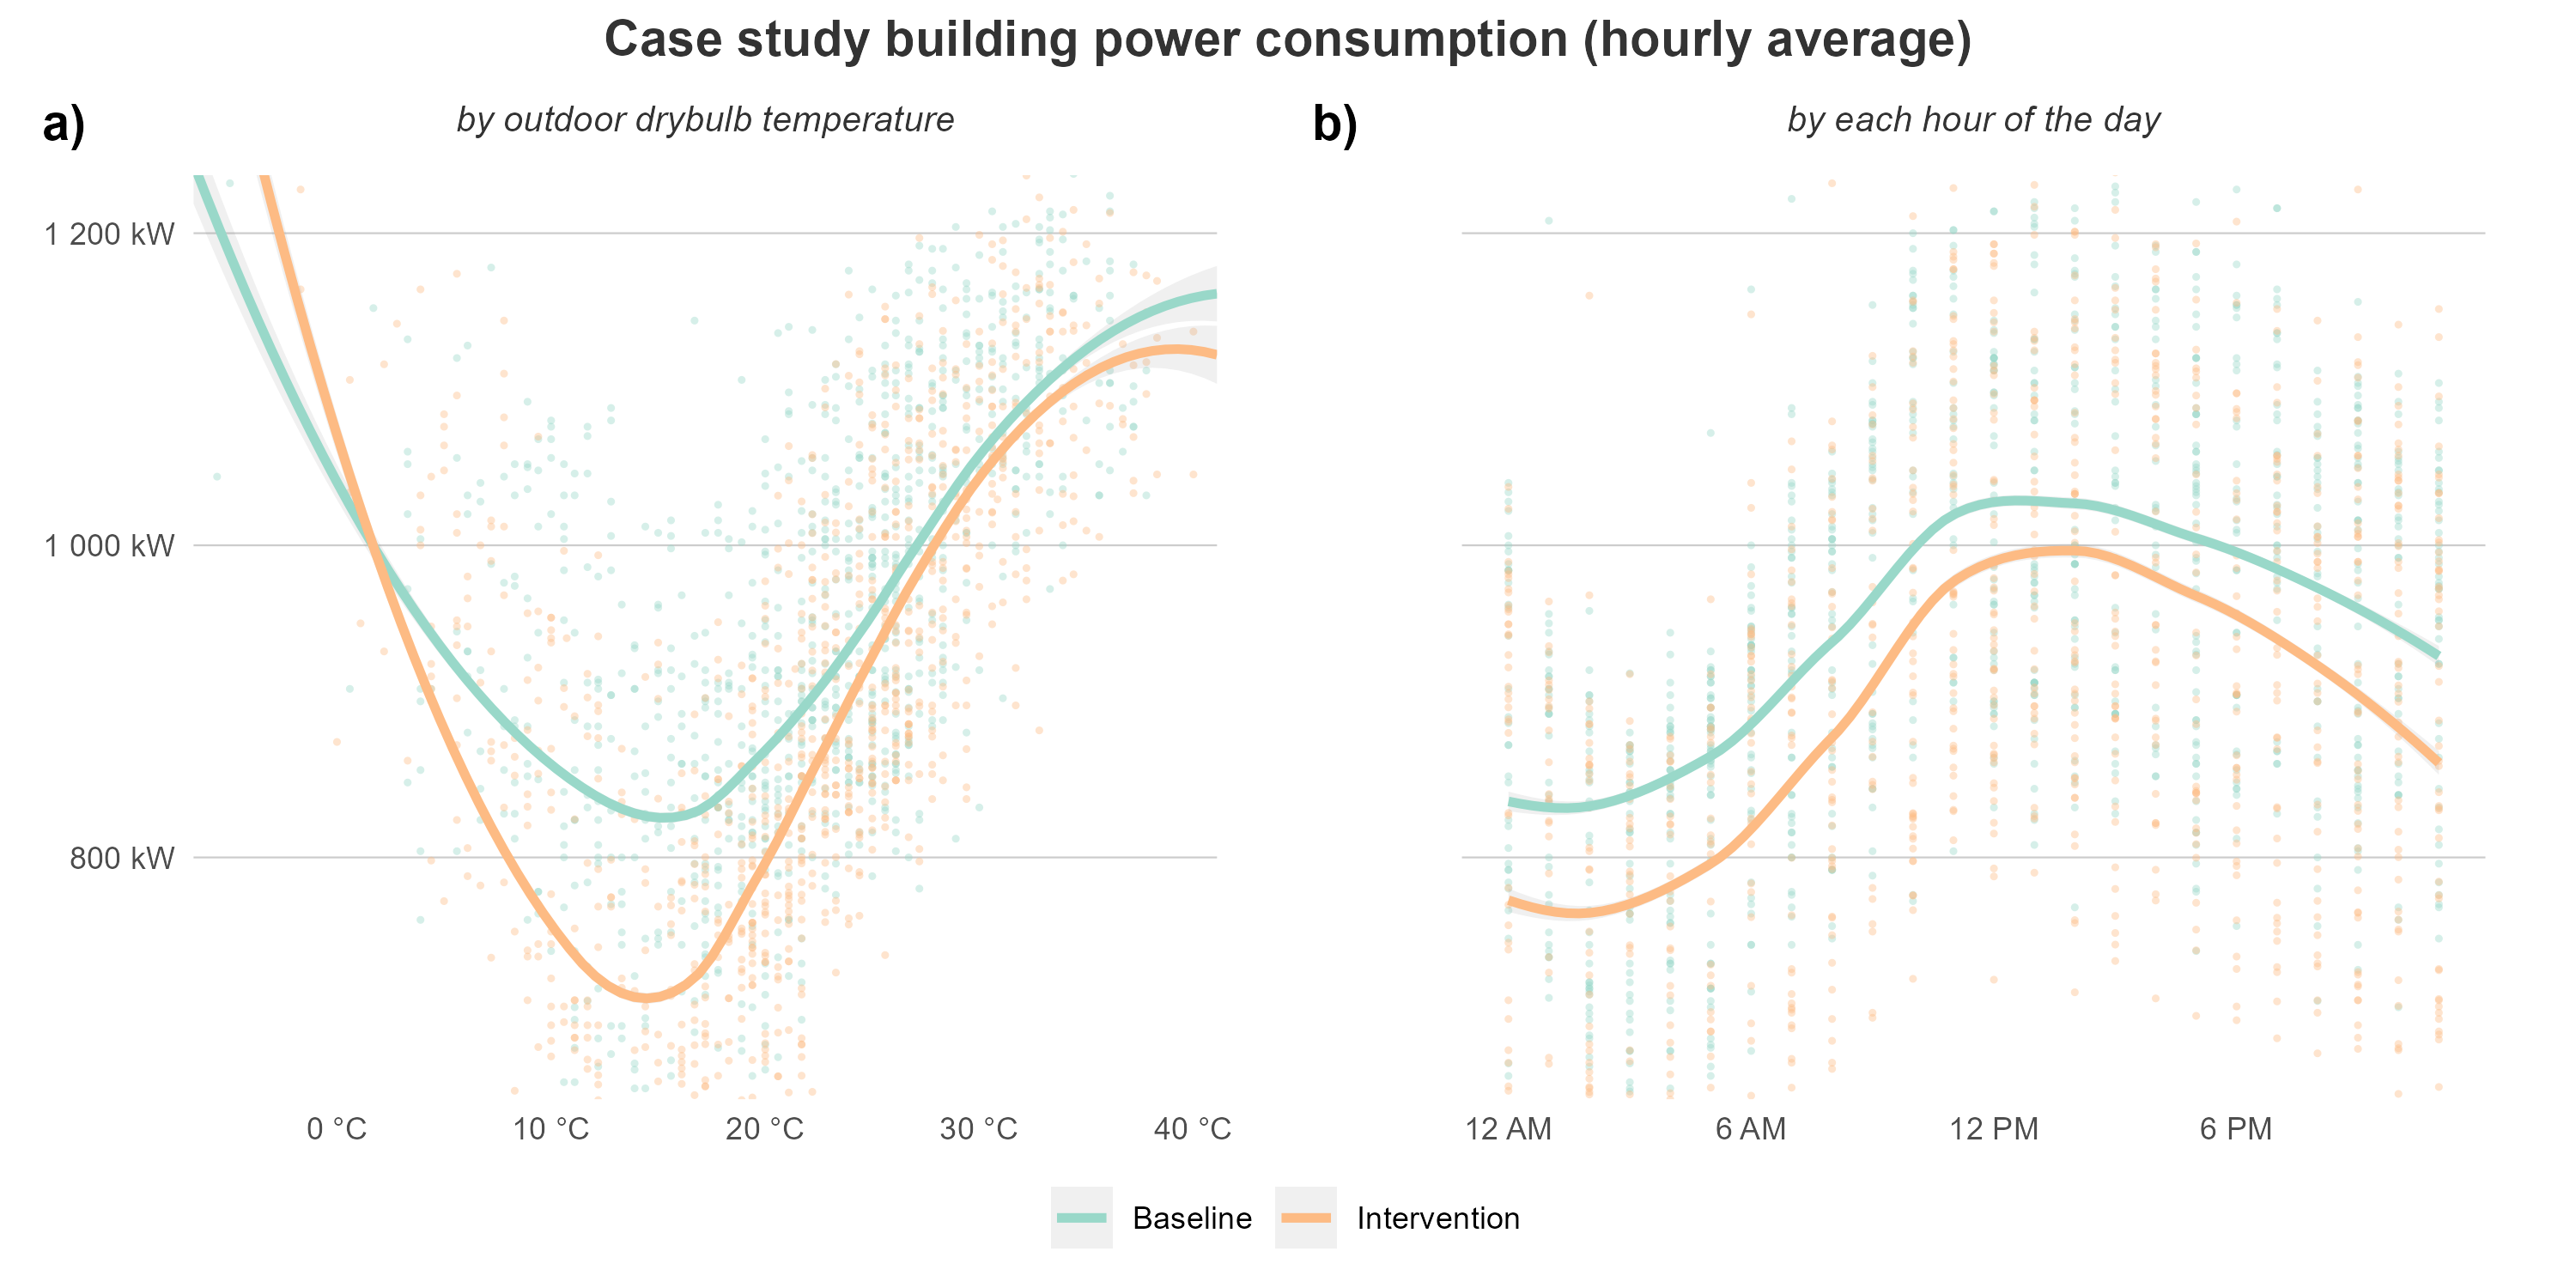 Case study building power consumption (hourly average)
a)
by outdoor drybulb temperature
b)
by each hour of the day
1 200 kW
1 000 kW
800 kW
0 °C
10 °C
20 °C
30 °C
40 °C
12 AM
6 AM
12 PM
6 PM
Baseline
Intervention